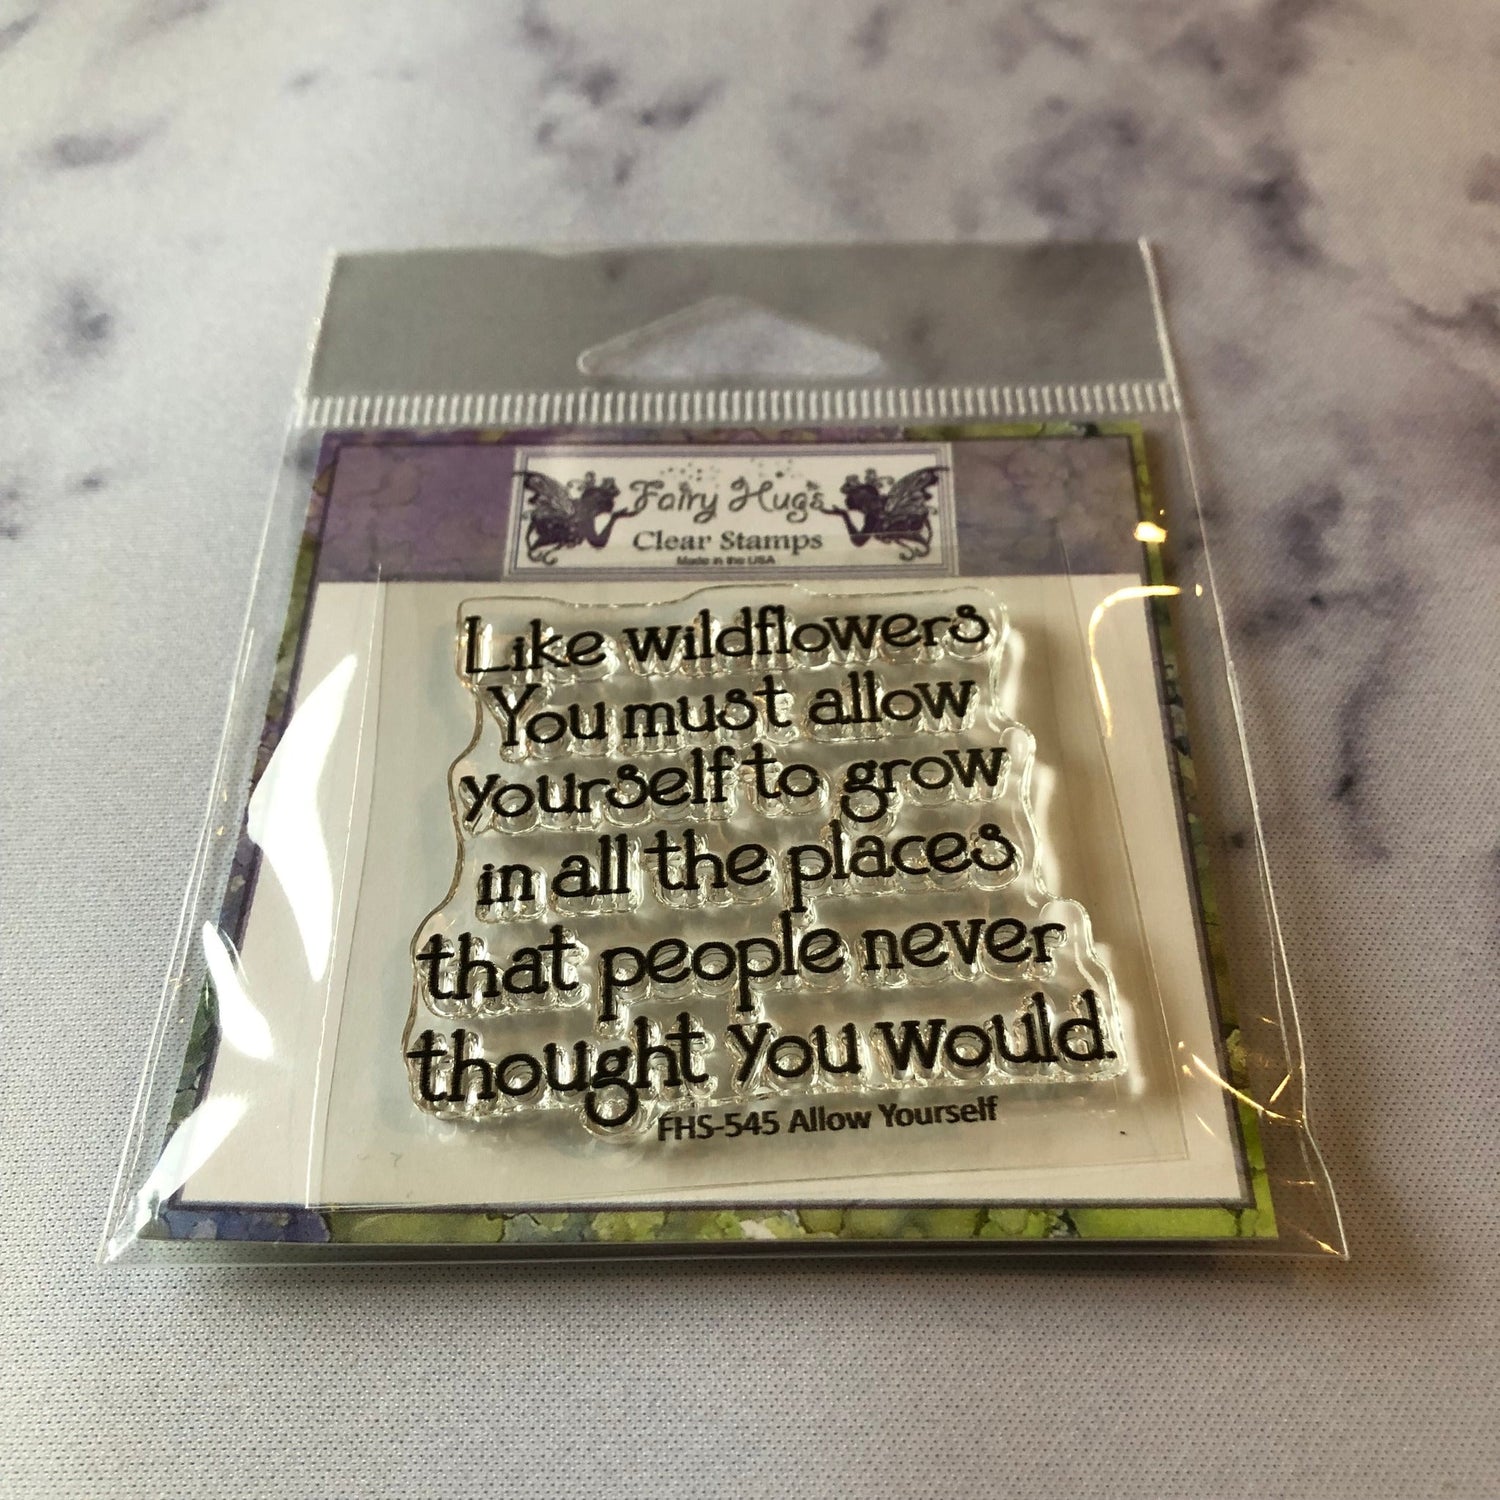 Fairy Hugs
Clear Stamps
Made in the USA
Like wildflowers
You must allow
yourself to grow
in all the places
that people never
thought you would.
FHS-545 Allow Yourself